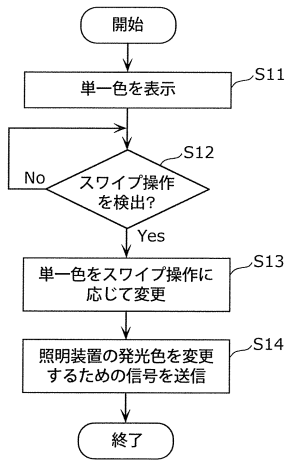 開始
単一色を表示
S11
S12
スワイプ操作
を検出?
No
Yes
S13
単一色をスワイプ操作に
応じて変更
S14
照明装置の発光色を変更
するための信号を送信
終了